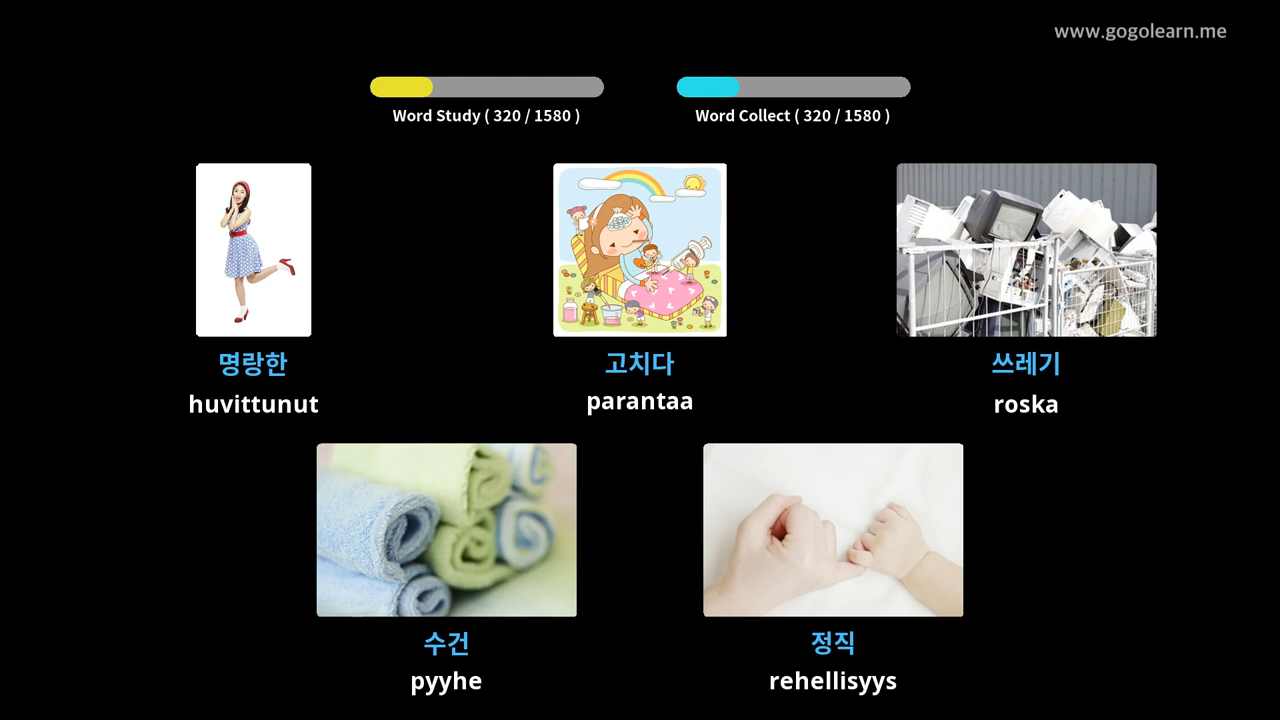 www.gogolearn.me
Word Study ( 320 / 1580 )
Word Collect ( 320 / 1580 )
명랑한
huvittunut
고치다
parantaa
쓰레기
roska
수건
pyyhe
정직
rehellisyys